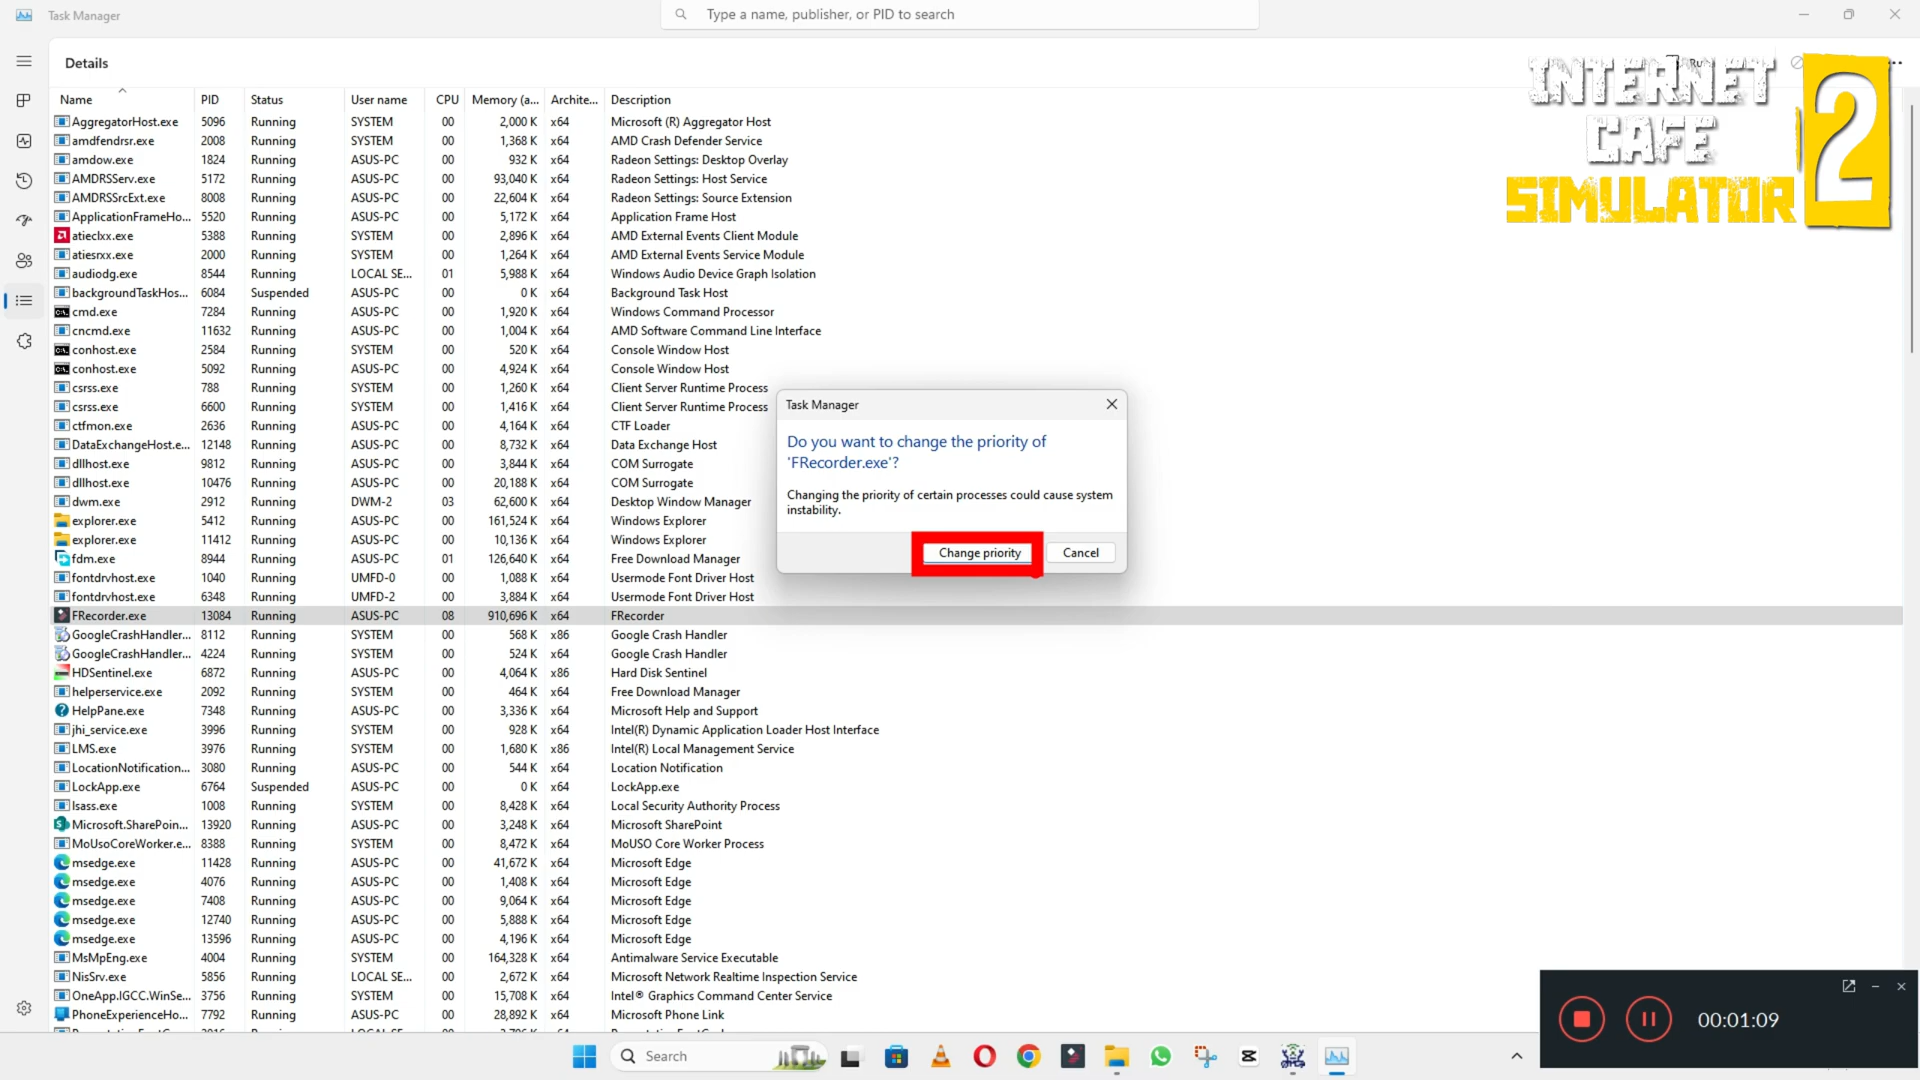 Task Manager
Type a name, publisher, or PID to search
Details
INTERNET
CAFE
SIMULATOR
2
Name PID Status User name CPU Memory (a... Archite... Description
AggregatorHost.exe 5096 Running SYSTEM 00 2,000 K x64 Microsoft (R) Aggregator Host
amdfendrsr.exe 2008 Running SYSTEM 00 1,368 K x64 AMD Crash Defender Service
amdow.exe 1824 Running ASUS-PC 00 932 K x64 Radeon Settings: Desktop Overlay
AMDRSServ.exe 5172 Running ASUS-PC 00 93,040 K x64 Radeon Settings: Host Service
AMDRSSrcExt.exe 8008 Running ASUS-PC 00 22,604 K x64 Radeon Settings: Source Extension
ApplicationFrameHo... 5520 Running ASUS-PC 00 5,172 K x64 Application Frame Host
atieclxx.exe 5388 Running SYSTEM 00 2,896 K x64 AMD External Events Client Module
atiesrxx.exe 2000 Running SYSTEM 00 1,264 K x64 AMD External Events Service Module
audiodg.exe 8544 Running LOCAL SE... 01 5,988 K x64 Windows Audio Device Graph Isolation
backgroundTaskHos... 6084 Suspended ASUS-PC 00 0 K x64 Background Task Host
cmd.exe 7284 Running ASUS-PC 00 1,920 K x64 Windows Command Processor
cncmd.exe 11632 Running ASUS-PC 00 1,004 K x64 AMD Software Command Line Interface
conhost.exe 2584 Running SYSTEM 00 520 K x64 Console Window Host
conhost.exe 5092 Running ASUS-PC 00 4,924 K x64 Console Window Host
csrss.exe 788 Running SYSTEM 00 1,260 K x64 Client Server Runtime Process
csrss.exe 6600 Running SYSTEM 00 1,416 K x64 Client Server Runtime Process
ctfmon.exe 2636 Running ASUS-PC 00 4,164 K x64 CTF Loader
DataExchangeHost.e... 12148 Running ASUS-PC 00 8,732 K x64 Data Exchange Host
dllhost.exe 9812 Running ASUS-PC 00 3,844 K x64 COM Surrogate
dllhost.exe 10476 Running ASUS-PC 00 20,188 K x64 COM Surrogate
dwm.exe 2912 Running DWM-2 03 62,600 K x64 Desktop Window Manager
explorer.exe 5412 Running ASUS-PC 00 161,524 K x64 Windows Explorer
explorer.exe 11412 Running ASUS-PC 00 10,136 K x64 Windows Explorer
fdm.exe 8944 Running ASUS-PC 01 126,640 K x64 Free Download Manager
fontdrvhost.exe 1040 Running UMFD-0 00 1,088 K x64 Usermode Font Driver Host
fontdrvhost.exe 6348 Running UMFD-2 00 3,884 K x64 Usermode Font Driver Host
FRecorder.exe 13084 Running ASUS-PC 08 910,696 K x64 FRecorder
GoogleCrashHandler... 8112 Running SYSTEM 00 568 K x86 Google Crash Handler
GoogleCrashHandler... 4224 Running SYSTEM 00 524 K x64 Google Crash Handler
HDSentinel.exe 6872 Running ASUS-PC 00 4,064 K x86 Hard Disk Sentinel
helperservice.exe 2092 Running SYSTEM 00 464 K x64 Free Download Manager
HelpPane.exe 7348 Running ASUS-PC 00 3,336 K x64 Microsoft Help and Support
jhi_service.exe 3996 Running SYSTEM 00 928 K x64 Intel(R) Dynamic Application Loader Host Interface
LMS.exe 3976 Running SYSTEM 00 1,680 K x86 Intel(R) Local Management Service
LocationNotification... 3080 Running ASUS-PC 00 544 K x64 Location Notification
LockApp.exe 6764 Suspended ASUS-PC 00 0 K x64 LockApp.exe
lsass.exe 1008 Running SYSTEM 00 8,428 K x64 Local Security Authority Process
Microsoft.SharePoin... 13920 Running ASUS-PC 00 3,248 K x64 Microsoft SharePoint
MoUsoCoreWorker.e... 8388 Running SYSTEM 00 8,472 K x64 MoUSO Core Worker Process
msedge.exe 11428 Running ASUS-PC 00 41,672 K x64 Microsoft Edge
msedge.exe 4076 Running ASUS-PC 00 1,408 K x64 Microsoft Edge
msedge.exe 7408 Running ASUS-PC 00 9,064 K x64 Microsoft Edge
msedge.exe 12740 Running ASUS-PC 00 5,888 K x64 Microsoft Edge
msedge.exe 13596 Running ASUS-PC 00 4,196 K x64 Microsoft Edge
MsMpEng.exe 4004 Running SYSTEM 00 164,328 K x64 Antimalware Service Executable
NisSrv.exe 5856 Running LOCAL SE... 00 2,672 K x64 Microsoft Network Realtime Inspection Service
OneApp.IGCC.WinSe... 3756 Running SYSTEM 00 15,708 K x64 Intel® Graphics Command Center Service
PhoneExperienceHo... 7792 Running ASUS-PC 00 28,892 K x64 Microsoft Phone Link
Task Manager
Do you want to change the priority of
'FRecorder.exe'?
Changing the priority of certain processes could cause system
instability.
Change priority Cancel
00:01:09
Search